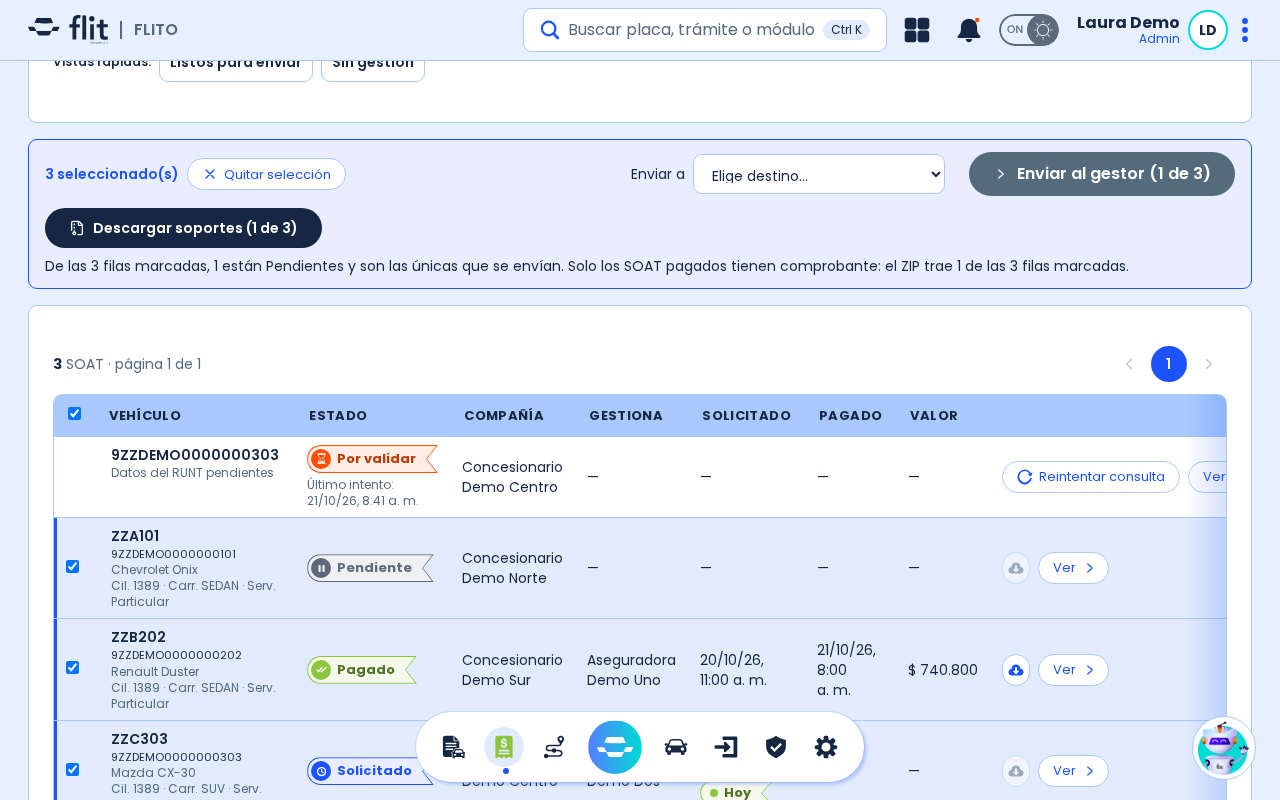 flit | FLITO
Buscar placa, trámite o módulo Ctrl K
ON
Laura Demo
Admin
LD
Vistas rápidas: Listos para enviar Sin gestión
3 seleccionado(s) Quitar selección Enviar a Elige destino... Enviar al gestor (1 de 3)
Descargar soportes (1 de 3)
De las 3 filas marcadas, 1 están Pendientes y son las únicas que se envían. Solo los SOAT pagados tienen comprobante: el ZIP trae 1 de las 3 filas marcadas.
3 SOAT · página 1 de 1
1
VEHÍCULO ESTADO COMPAÑÍA GESTIONA SOLICITADO PAGADO VALOR
9ZZDEMO0000000303
Datos del RUNT pendientes
Por validar
Último intento:
21/10/26, 8:41 a. m.
Concesionario
Demo Centro
— — — —
Reintentar consulta Ver
ZZA101
9ZZDEMO0000000101
Chevrolet Onix
Cil. 1389 · Carr. SEDAN · Serv.
Particular
Pendiente
Concesionario
Demo Norte
— — — —
Ver
ZZB202
9ZZDEMO0000000202
Renault Duster
Cil. 1389 · Carr. SEDAN · Serv.
Particular
Pagado
Concesionario
Demo Sur
Aseguradora
Demo Uno
20/10/26,
11:00 a. m.
21/10/26,
8:00
a. m.
$ 740.800
Ver
ZZC303
9ZZDEMO0000000303
Mazda CX-30
Cil. 1389 · Carr. SUV · Serv.
Solicitado
Demo Centro
Demo Dos
Hoy
—
Ver